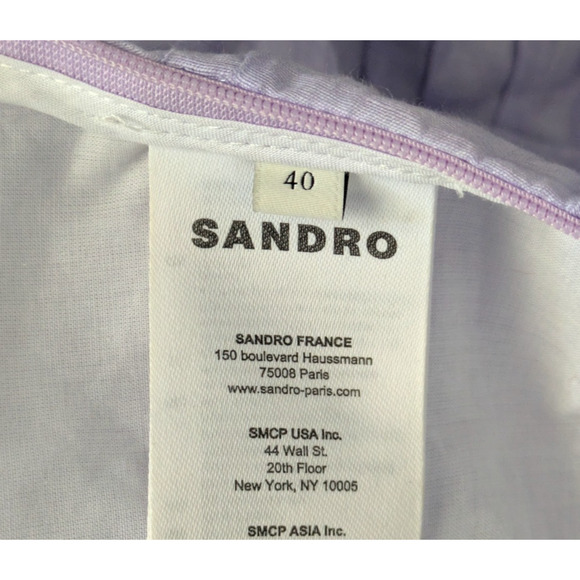 40
SANDRO
SANDRO FRANCE
150 boulevard Haussmann
75008 Paris
www.sandro-paris.com
SMCP USA Inc.
44 Wall St.
20th Floor
New York, NY 10005
SMCP ASIA Inc.